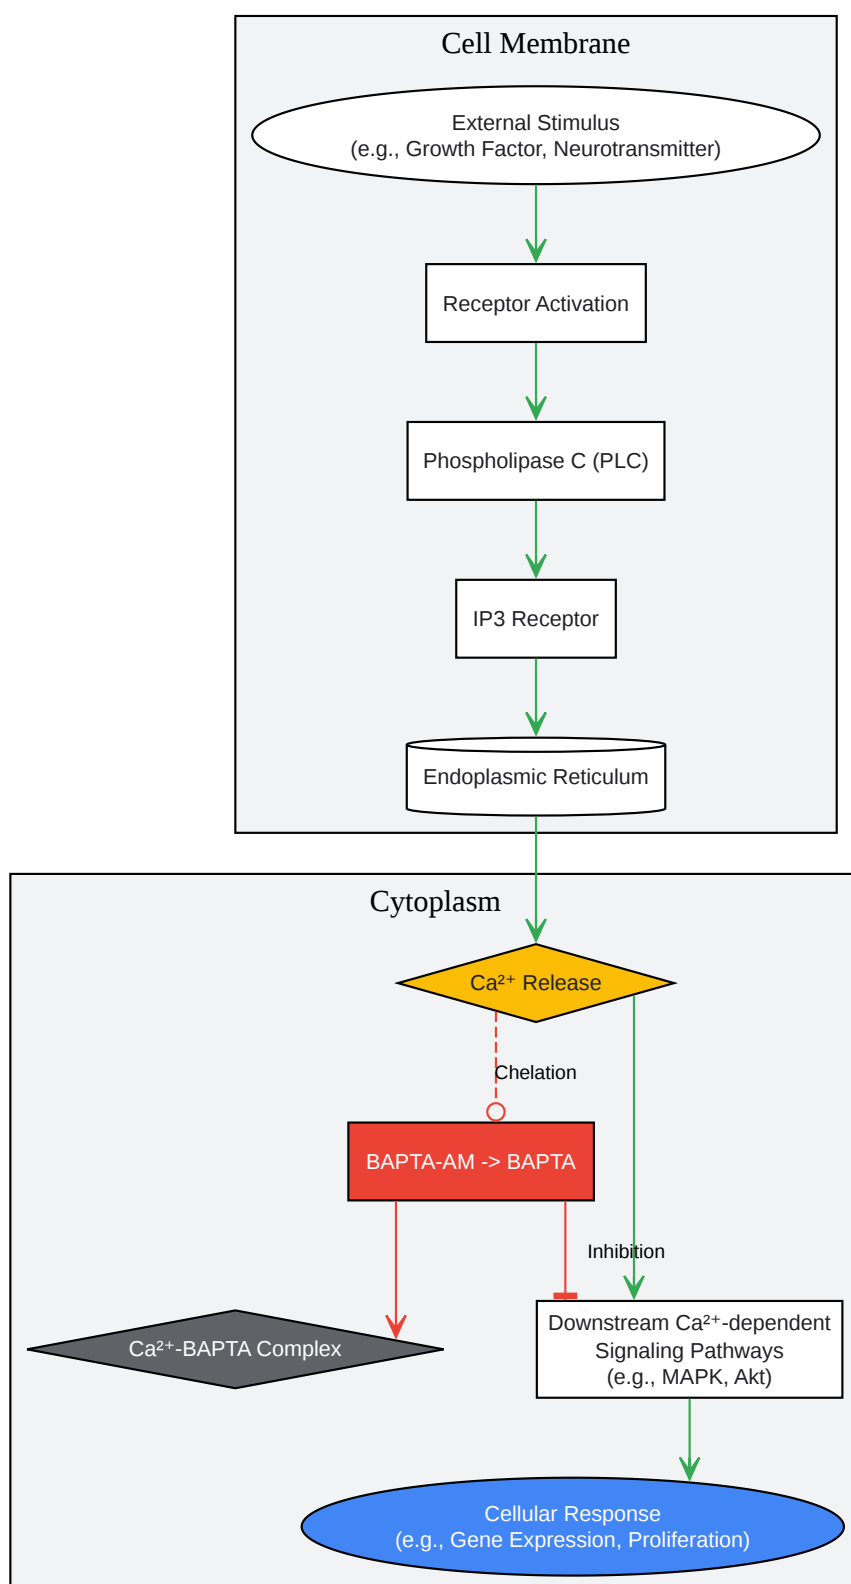 Cell Membrane
External Stimulus
(e.g., Growth Factor, Neurotransmitter)
Receptor Activation
Phospholipase C (PLC)
IP3 Receptor
Endoplasmic Reticulum
Cytoplasm
Ca²⁺ Release
Chelation
BAPTA-AM -> BAPTA
Inhibition
Downstream Ca²⁺-dependent
Signaling Pathways
(e.g., MAPK, Akt)
Ca²⁺-BAPTA Complex
Cellular Response
(e.g., Gene Expression, Proliferation)